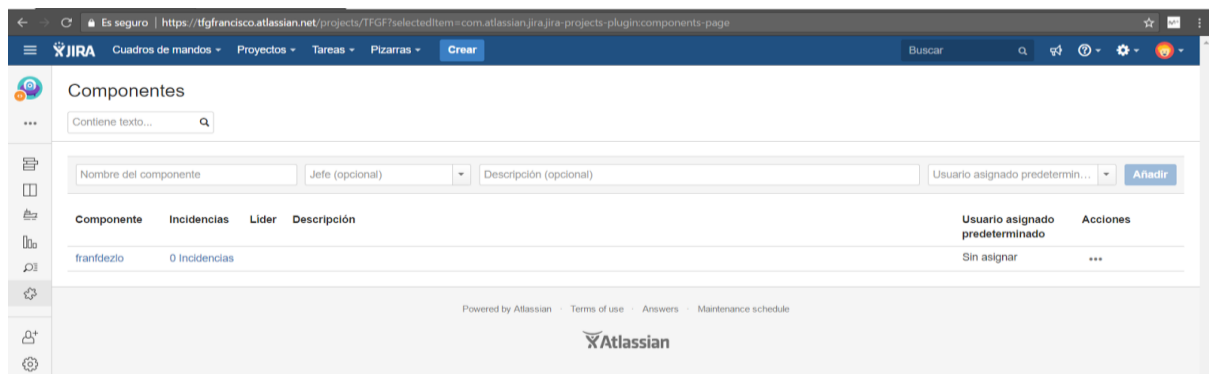 Es seguro | https://tfgfrancisco.atlassian.net/projects/TFGF?selectedItem=com.atlassian.jira.jira-projects-plugin:components-page
JIRA Cuadros de mandos Proyectos Tareas Pizarras Crear Buscar
Componentes
Contiene texto...
Nombre del componente Jefe (opcional) Descripción (opcional) Usuario asignado predetermin... Añadir
Componente Incidencias Lider Descripción Usuario asignado predeterminado Acciones
franfdezlo 0 Incidencias Sin asignar
Powered by Atlassian · Terms of use · Answers · Maintenance schedule
Atlassian